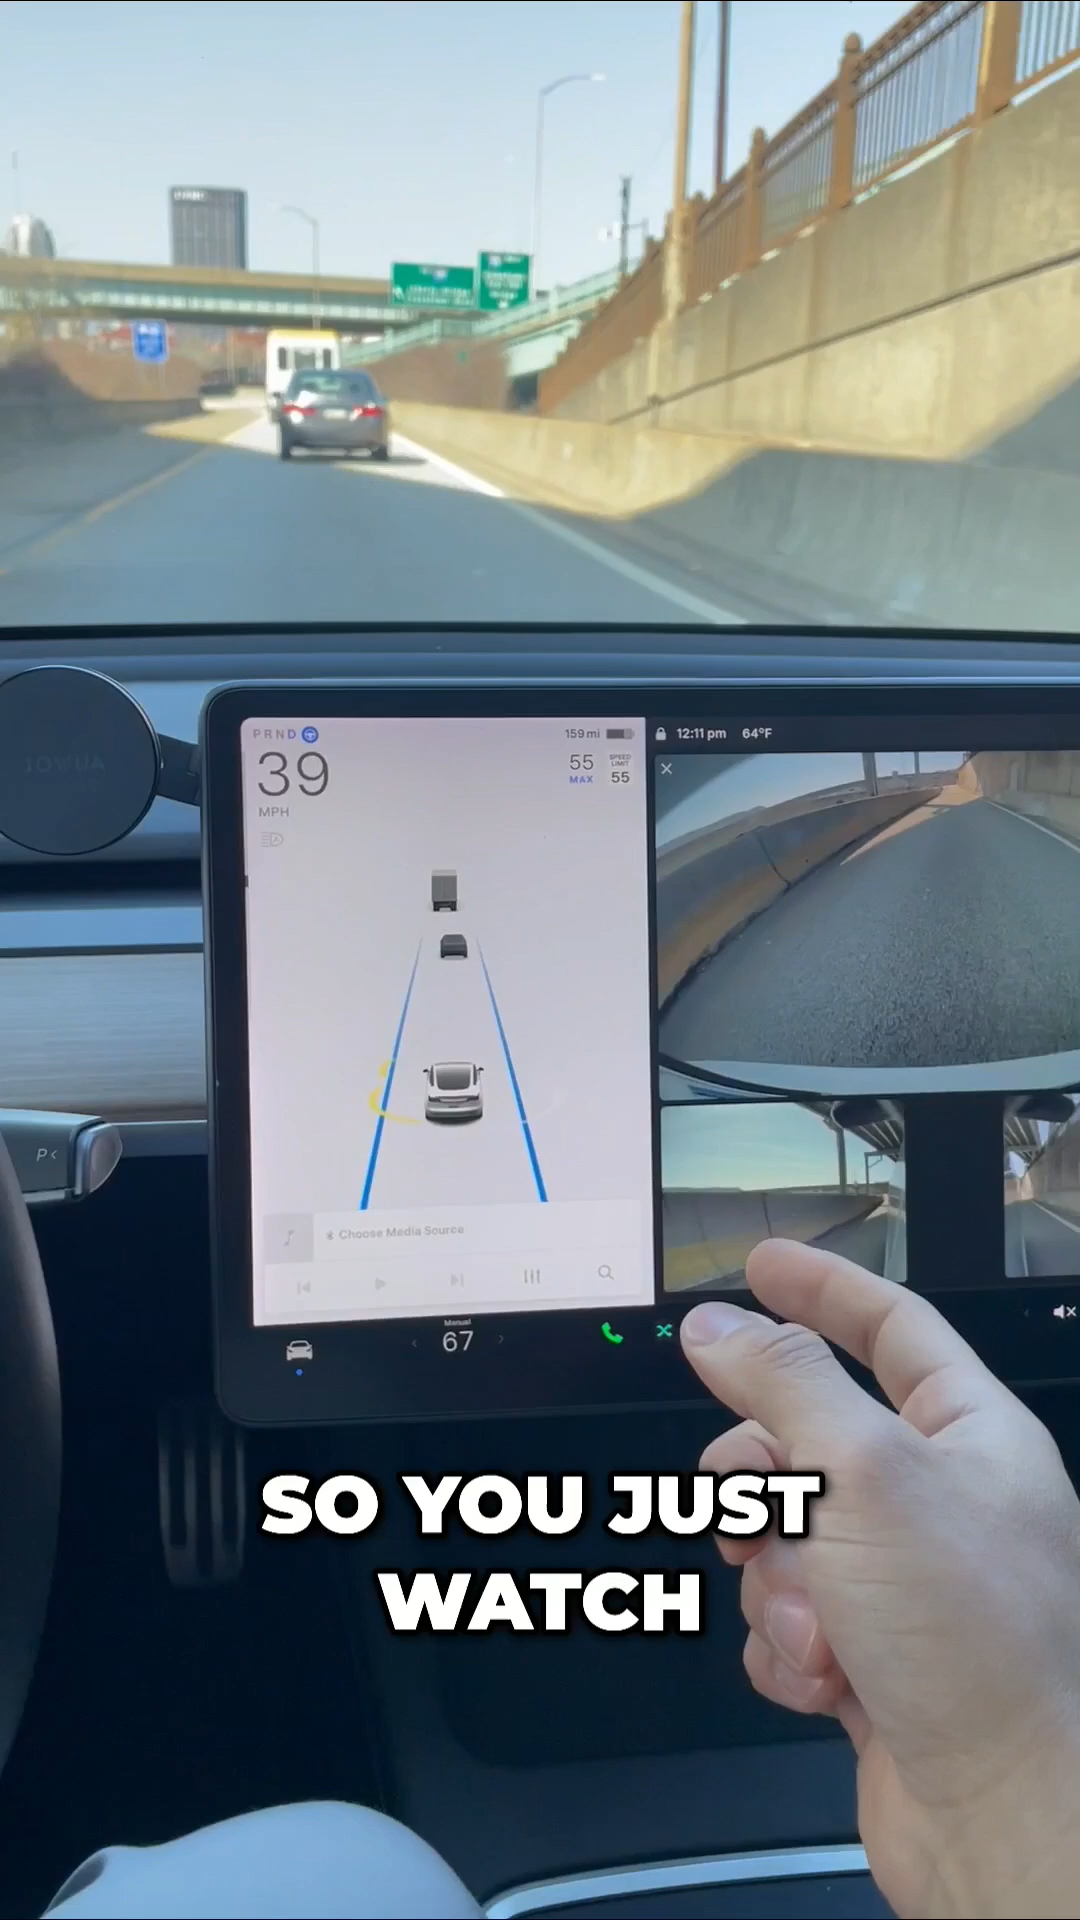 PRND
159 mi
12:11 pm 64°F
39
MPH
55
MAX
SPEED
LIMIT
55
P<
Choose Media Source
Manual
67
SO YOU JUST
WATCH